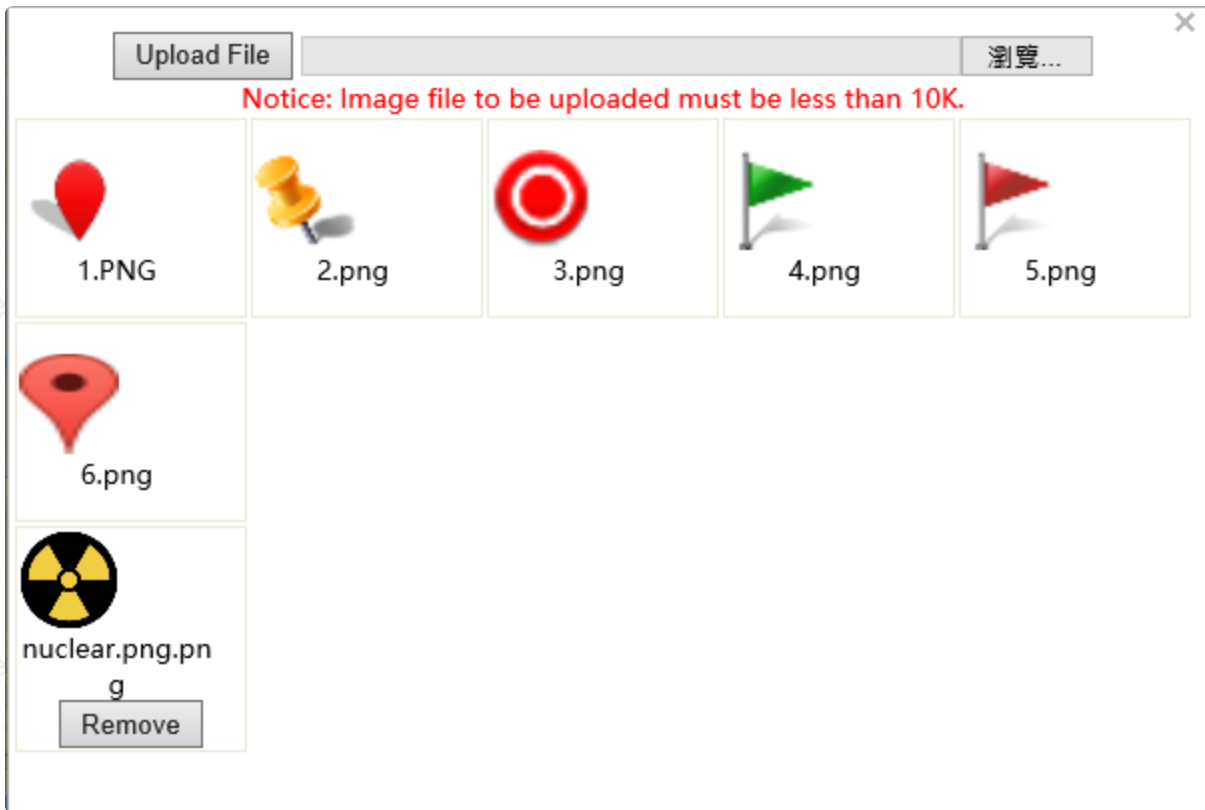 Upload File 瀏覽...
Notice: Image file to be uploaded must be less than 10K.
1.PNG 2.png 3.png 4.png 5.png
6.png
nuclear.png.pn
g
Remove